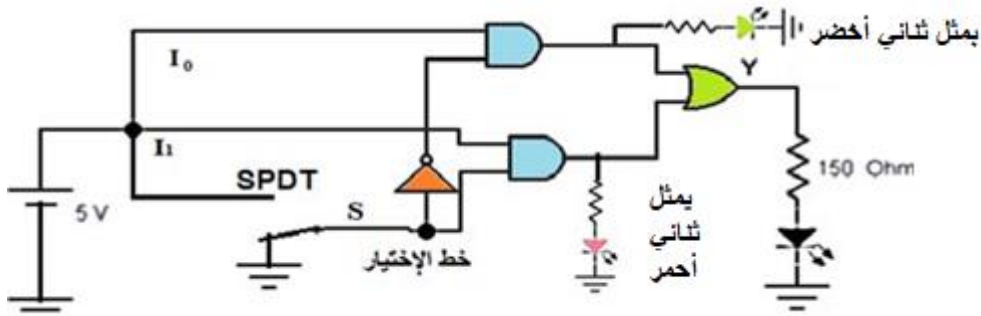 يمثل ثنائي أخضر
I0
Y
I1
SPDT
5 V
S
خط الإختيار
يمثل
ثنائي
أحمر
150 Ohm